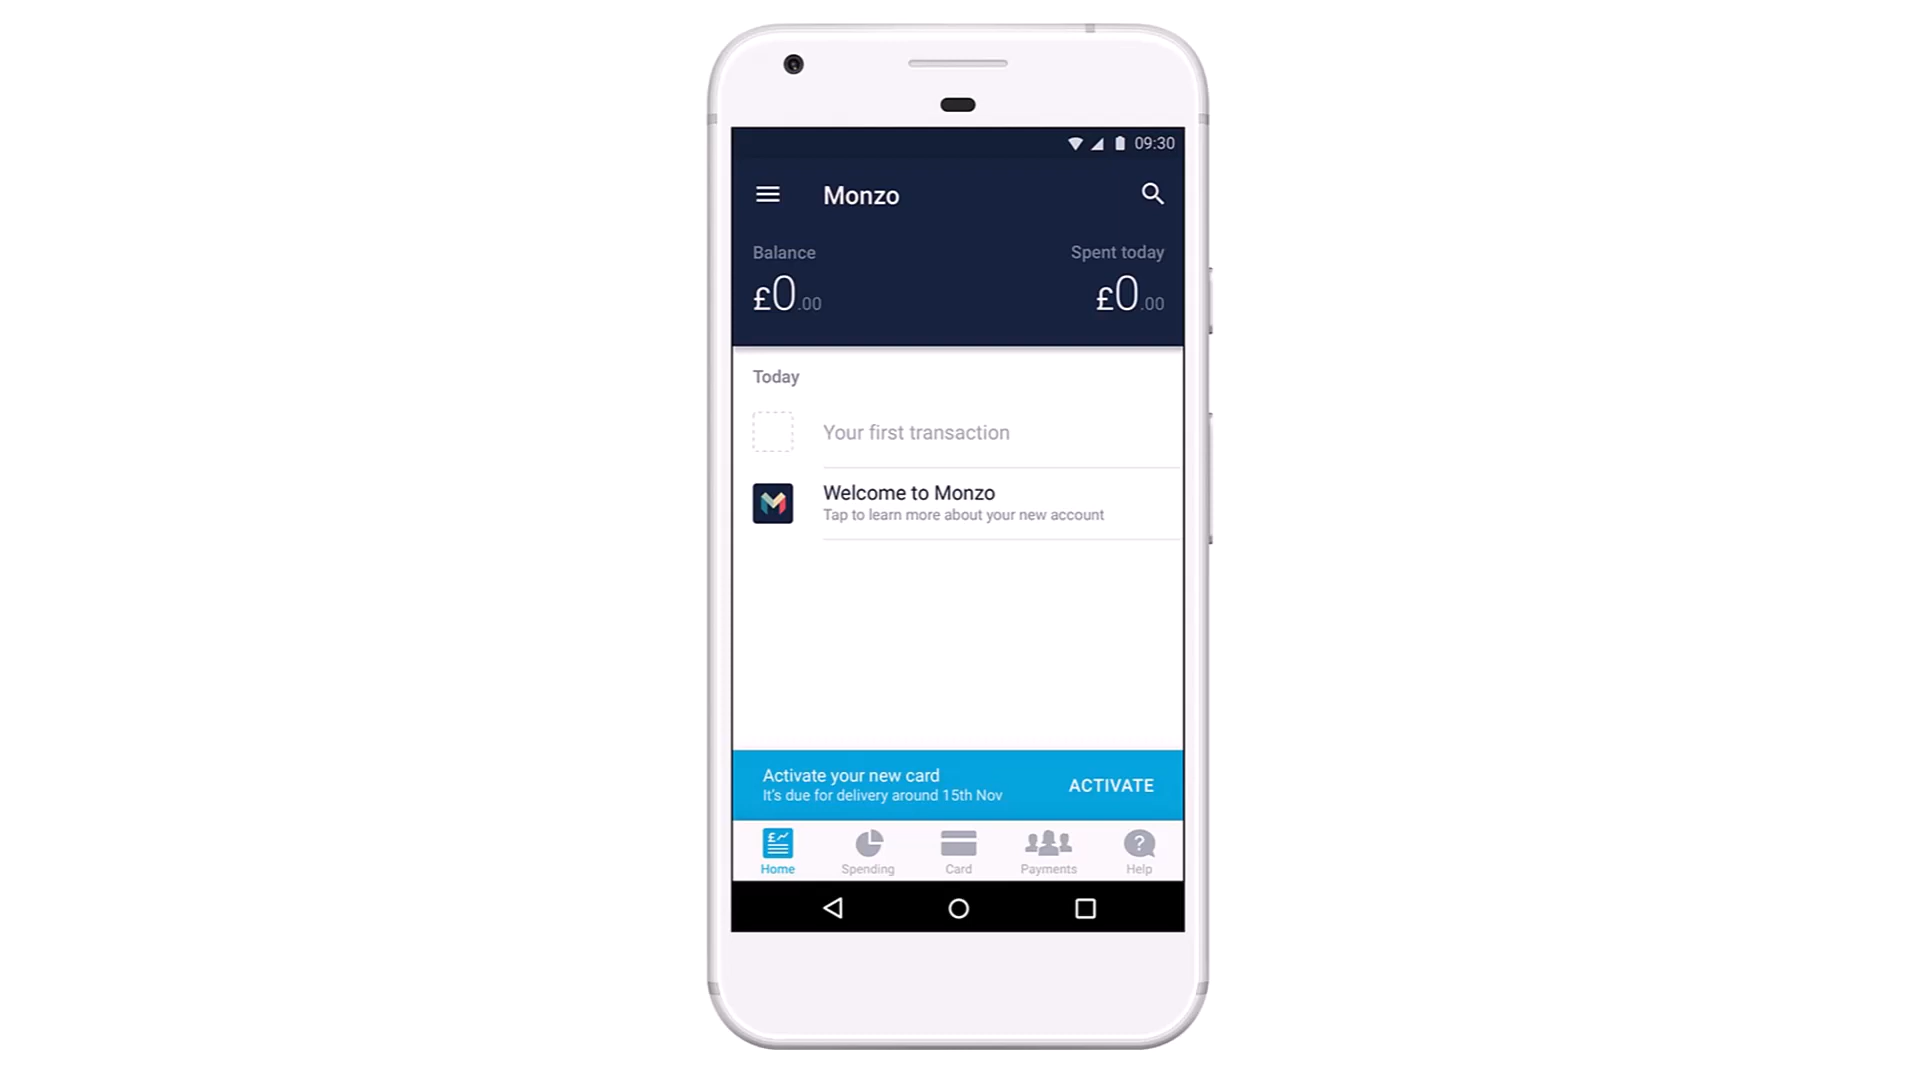 09:30
Monzo
Balance
Spent today
£0.00
£0.00
Today
Your first transaction
Welcome to Monzo
Tap to learn more about your new account
Activate your new card
It's due for delivery around 15th Nov
ACTIVATE
Home
Spending
Card
Payments
Help